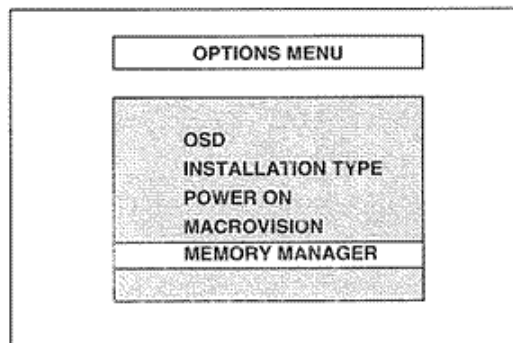 OPTIONS MENU
OSD
INSTALLATION TYPE
POWER ON
MACROVISION
MEMORY MANAGER